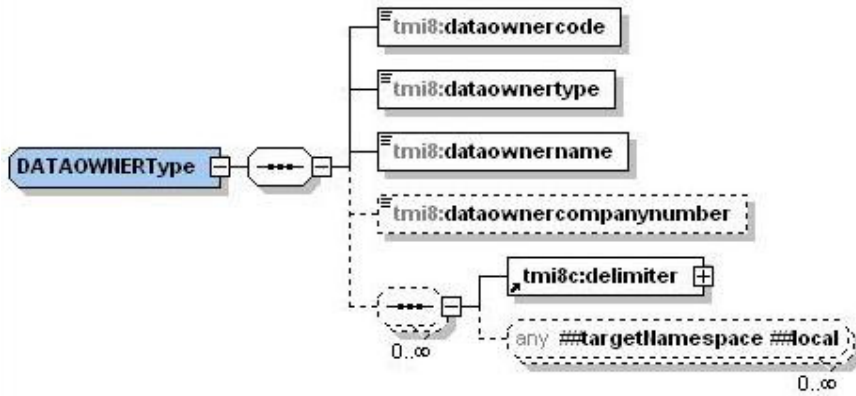 tmi8:dataownercode
tmi8:dataownertype
tmi8:dataownername
DATAOWNERType
tmi8:dataownercompanynumber
tmi8c:delimiter
0..∞
any ##targetNamespace ##local
0..∞